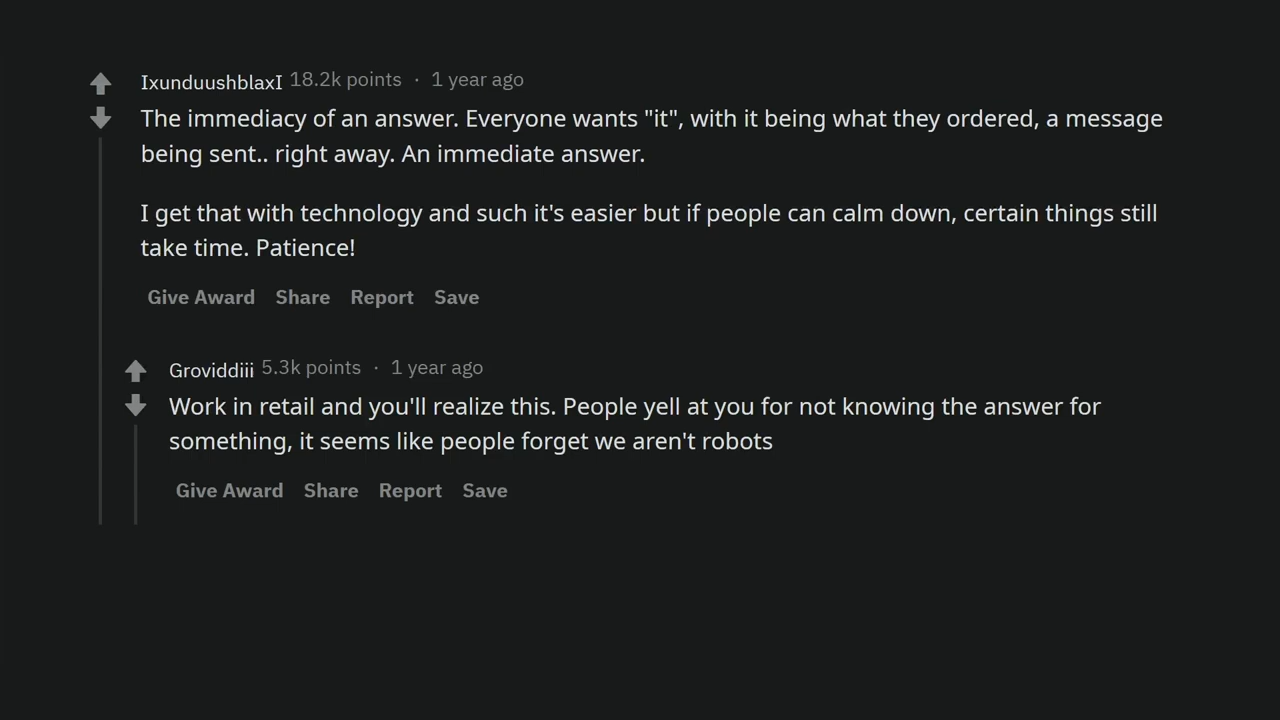 IxunduushblaxI 18.2k points · 1 year ago
The immediacy of an answer. Everyone wants "it", with it being what they ordered, a message
being sent.. right away. An immediate answer.
I get that with technology and such it's easier but if people can calm down, certain things still
take time. Patience!
Give Award Share Report Save
Groviddiii 5.3k points · 1 year ago
Work in retail and you'll realize this. People yell at you for not knowing the answer for
something, it seems like people forget we aren't robots
Give Award Share Report Save